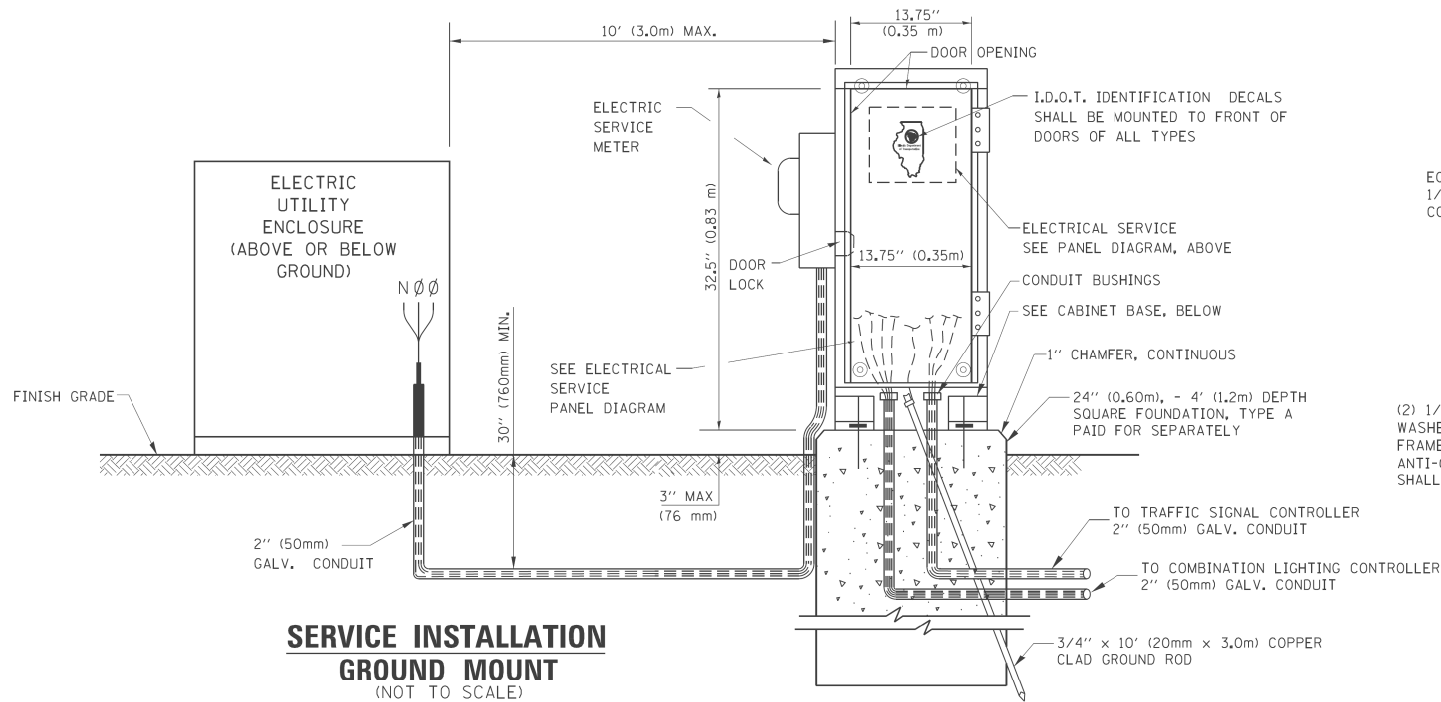 13.75'' 
(0.35 m)
10' (3.0m) MAX.
DOOR OPENING
ELECTRIC
SERVICE
METER
I.D.O.T. IDENTIFICATION DECALS
SHALL BE MOUNTED TO FRONT OF
DOORS OF ALL TYPES
ELECTRIC
UTILITY
ENCLOSURE
(ABOVE OR BELOW
GROUND)
N Ø Ø
32.5'' (0.83 m)
ELECTRICAL SERVICE
SEE PANEL DIAGRAM, ABOVE
DOOR
LOCK
13.75'' (0.35m)
CONDUIT BUSHINGS
SEE CABINET BASE, BELOW
30'' (760mm) MIN.
1'' CHAMFER, CONTINUOUS
SEE ELECTRICAL
SERVICE
PANEL DIAGRAM
FINISH GRADE
24'' (0.60m), - 4' (1.2m) DEPTH
SQUARE FOUNDATION, TYPE A
PAID FOR SEPARATELY
3'' MAX
(76 mm)
2'' (50mm)
GALV. CONDUIT
TO TRAFFIC SIGNAL CONTROLLER
2'' (50mm) GALV. CONDUIT
TO COMBINATION LIGHTING CONTROLLER
2'' (50mm) GALV. CONDUIT
3/4'' x 10' (20mm x 3.0m) COPPER
CLAD GROUND ROD
SERVICE INSTALLATION
GROUND MOUNT
(NOT TO SCALE)
1/
(2) 1/
WASHE
FRAME
SHALL